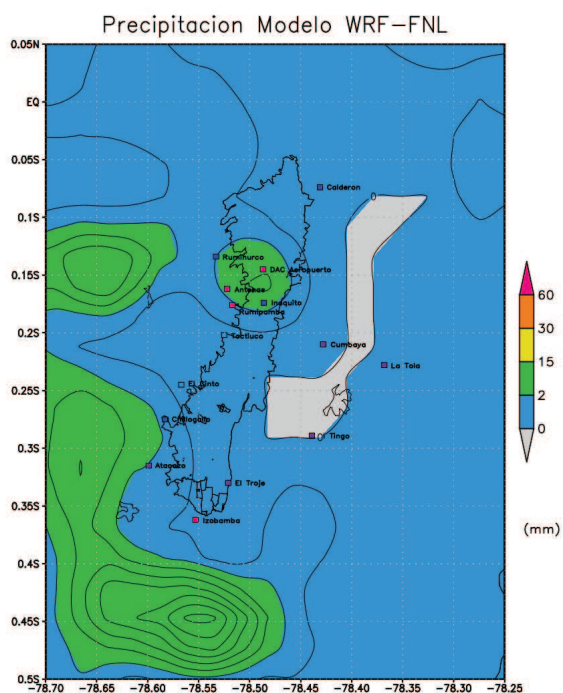 Precipitacion Modelo WRF-FNL
0.05N
EQ
0.05S
0.1S
0.15S
0.2S
0.25S
0.3S
0.35S
0.4S
0.45S
0.5S
-78.70 -78.65 -78.60 -78.55 -78.50 -78.45 -78.40 -78.35 -78.30 -78.25
Calderon
Rumihurco
DAC Aeropuerto
Antenas
Inaquito
Rumipamba
Toctiuco
Cumbaya
La Tola
El Cinto
Chillogallo
Tingo
Atacazo
El Troje
Izobamba
60
30
15
2
0
(mm)